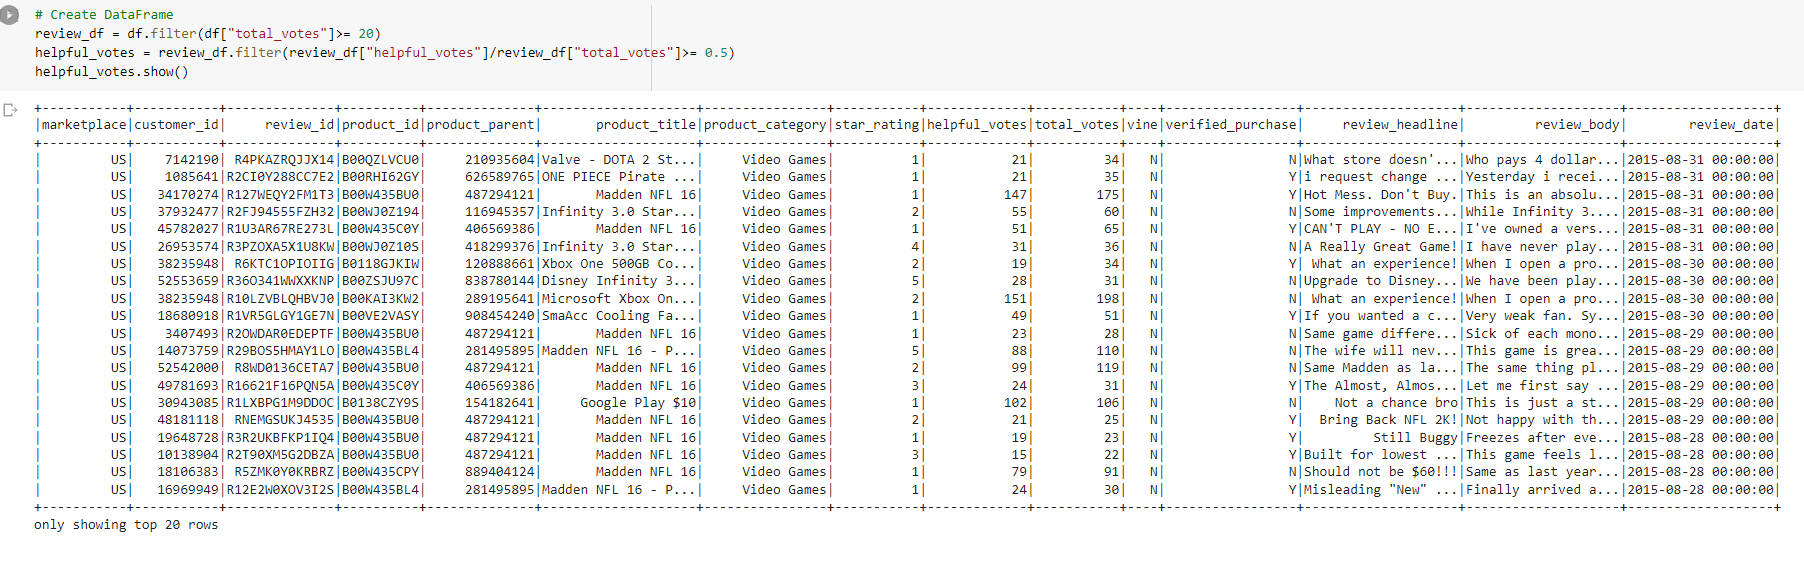 # Create DataFrame
review_df = df.filter(df["total_votes"]>= 20)
helpful_votes = review_df.filter(review_df["helpful_votes"]/review_df["total_votes"]>= 0.5)
helpful_votes.show()
+-----------+-----------+--------------+----------+--------------+--------------------+----------------+-----------+-------------+-----------+----+-----------------+--------------------+--------------------+-------------------+
|marketplace|customer_id|     review_id|product_id|product_parent|       product_title|product_category|star_rating|helpful_votes|total_votes|vine|verified_purchase|     review_headline|         review_body|        review_date|
+-----------+-----------+--------------+----------+--------------+--------------------+----------------+-----------+-------------+-----------+----+-----------------+--------------------+--------------------+-------------------+
|         US|    7142190| R4PKAZRQJJX14|B00QZLVCU0|     210935604|Valve - DOTA 2 St...|     Video Games|          1|           21|         34|   N|                N|What store doesn'...|Who pays 4 dollar...|2015-08-31 00:00:00|
|         US|    1085641|R2CI0Y288CC7E2|B00RHI62GY|     626589765|ONE PIECE Pirate ...|     Video Games|          1|           21|         35|   N|                Y|i request change ...|Yesterday i recei...|2015-08-31 00:00:00|
|         US|   34170274|R127WEQY2FM1T3|B00W435BU0|     487294121|        Madden NFL 16|     Video Games|          1|          147|        175|   N|                Y|Hot Mess. Don't Buy.|This is an absolu...|2015-08-31 00:00:00|
|         US|   37932477|R2FJ94555FZH32|B00WJ0Z194|     116945357|Infinity 3.0 Star...|     Video Games|          2|           55|         60|   N|                N|Some improvements...|While Infinity 3....|2015-08-31 00:00:00|
|         US|   45782027|R1U3AR67RE273L|B00W435C0Y|     406569386|        Madden NFL 16|     Video Games|          1|           51|         65|   N|                Y|CAN'T PLAY - NO E...|I've owned a vers...|2015-08-31 00:00:00|
|         US|   26953574|R3PZOXA5X1U8KW|B00WJ0Z10S|     418299376|Infinity 3.0 Star...|     Video Games|          4|           31|         36|   N|                N|A Really Great Game!|I have never play...|2015-08-31 00:00:00|
|         US|   38235948| R6KTC1OPIOIIG|B0118GJKIW|     120888661|Xbox One 500GB Co...|     Video Games|          2|           19|         34|   N|                Y|  What an experience!|When I open a pro...|2015-08-30 00:00:00|
|         US|   52553659|R36O341WWXXKNP|B00ZSJU97C|     838780144|Disney Infinity 3...|     Video Games|          5|           28|         31|   N|                N|Upgrade to Disney...|We have been play...|2015-08-30 00:00:00|
|         US|   38235948|R10LZVBLQHBVJ0|B00KAI3KW2|     289195641|Microsoft Xbox On...|     Video Games|          2|          151|        198|   N|                N|  What an experience!|When I open a pro...|2015-08-30 00:00:00|
|         US|   18680918|R1VR5GLGY1GE7N|B00VE2VASY|     908454240|SmaAcc Cooling Fa...|     Video Games|          1|           49|         51|   N|                Y|If you wanted a c...|Very weak fan. Sy...|2015-08-30 00:00:00|
|         US|    3407493|R2OWDAR0EDEPTF|B00W435BU0|     487294121|        Madden NFL 16|     Video Games|          1|           23|         28|   N|                N|Same game differe...|Sick of each mono...|2015-08-29 00:00:00|
|         US|   14073759|R29BOS5HMAY1LO|B00W435BL4|     281495895|Madden NFL 16 - P...|     Video Games|          5|           88|        110|   N|                N|The wife will nev...|This game is grea...|2015-08-29 00:00:00|
|         US|   52542000| R8WD0136CETA7|B00W435BU0|     487294121|        Madden NFL 16|     Video Games|          2|           99|        119|   N|                N|Same Madden as la...|The same thing pl...|2015-08-29 00:00:00|
|         US|   49781693|R16621F16PQN5A|B00W435C0Y|     406569386|        Madden NFL 16|     Video Games|          3|           24|         31|   N|                Y|The Almost, Almos...|Let me first say ...|2015-08-29 00:00:00|
|         US|   30943085|R1LXBPG1M9DDOC|B0138CZY9S|     154182641|      Google Play $10|     Video Games|          1|          102|        106|   N|                N|    Not a chance bro|This is just a st...|2015-08-29 00:00:00|
|         US|   48181118| RNEMGSUKJ4535|B00W435BU0|     487294121|        Madden NFL 16|     Video Games|          2|           21|         25|   N|                Y|  Bring Back NFL 2K!|Not happy with th...|2015-08-29 00:00:00|
|         US|   19648728|R3R2UKBFKP1IQ4|B00W435BU0|     487294121|        Madden NFL 16|     Video Games|          1|           19|         23|   N|                Y|         Still Buggy|Freezes after eve...|2015-08-28 00:00:00|
|         US|   10138904|R2T90XM5G2DBZA|B00W435BU0|     487294121|        Madden NFL 16|     Video Games|          3|           15|         22|   N|                Y|Built for lowest ...|This game feels l...|2015-08-28 00:00:00|
|         US|   18106383| R5ZMK0Y0KRBRZ|B00W435CPY|     889404124|        Madden NFL 16|     Video Games|          1|           79|         91|   N|                N|Should not be $60!!!|Same as last year...|2015-08-28 00:00:00|
|         US|   16969949|R12E2W0XOV3I2S|B00W435BL4|     281495895|Madden NFL 16 - P...|     Video Games|          1|           24|         30|   N|                Y|Misleading "New" ...|Finally arrived a...|2015-08-28 00:00:00|
+-----------+-----------+--------------+----------+--------------+--------------------+----------------+-----------+-------------+-----------+----+-----------------+--------------------+--------------------+-------------------+
only showing top 20 rows